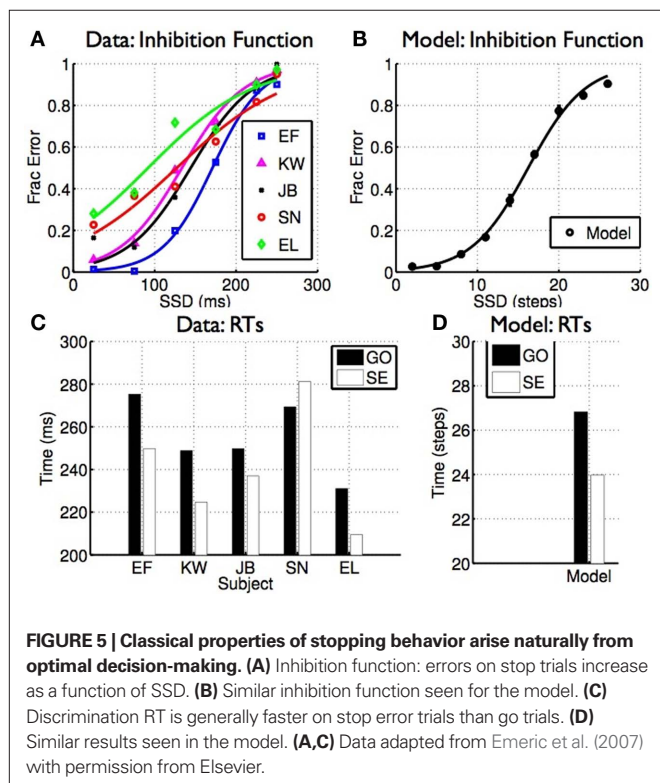 A Data: Inhibition Function
B Model: Inhibition Function
Frac Error
1
0.8
0.6
0.4
0.2
0
EF
KW
JB
SN
EL
0 100 200 300
SSD (ms)
Frac Error
1
0.8
0.6
0.4
0.2
0
Model
0 10 20 30
SSD (steps)
C Data: RTs
D Model: RTs
Time (ms)
280
260
240
220
200
GO
SE
EF KW JB SN EL
Subject
Time (steps)
30
28
26
24
22
20
GO
SE
Model
FIGURE 5 | Classical properties of stopping behavior arise naturally from
optimal decision-making. (A) Inhibition function: errors on stop trials increase
as a function of SSD. (B) Similar inhibition function seen for the model. (C)
Discrimination RT is generally faster on stop error trials than go trials. (D)
Similar results seen in the model. (A,C) Data adapted from Emeric et al. (2007)
with permission from Elsevier.